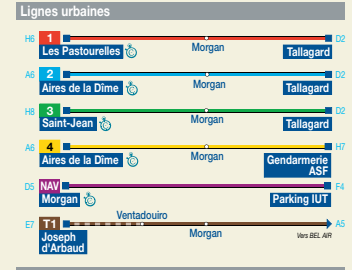 Lignes urbaines
H6 1 D2
Les Pastourelles Morgan Tallagard
A6 2 D2
Aires de la Dîme Morgan Tallagard
H8 3 D2
Saint-Jean Morgan Tallagard
A6 4 H7
Aires de la Dîme Morgan Gendarmerie
ASF
D5 NAV F4
Morgan Parking IUT
Ventadouiro
E7 T1 A5
Joseph Morgan Vers BEL AIR
d'Arbaud